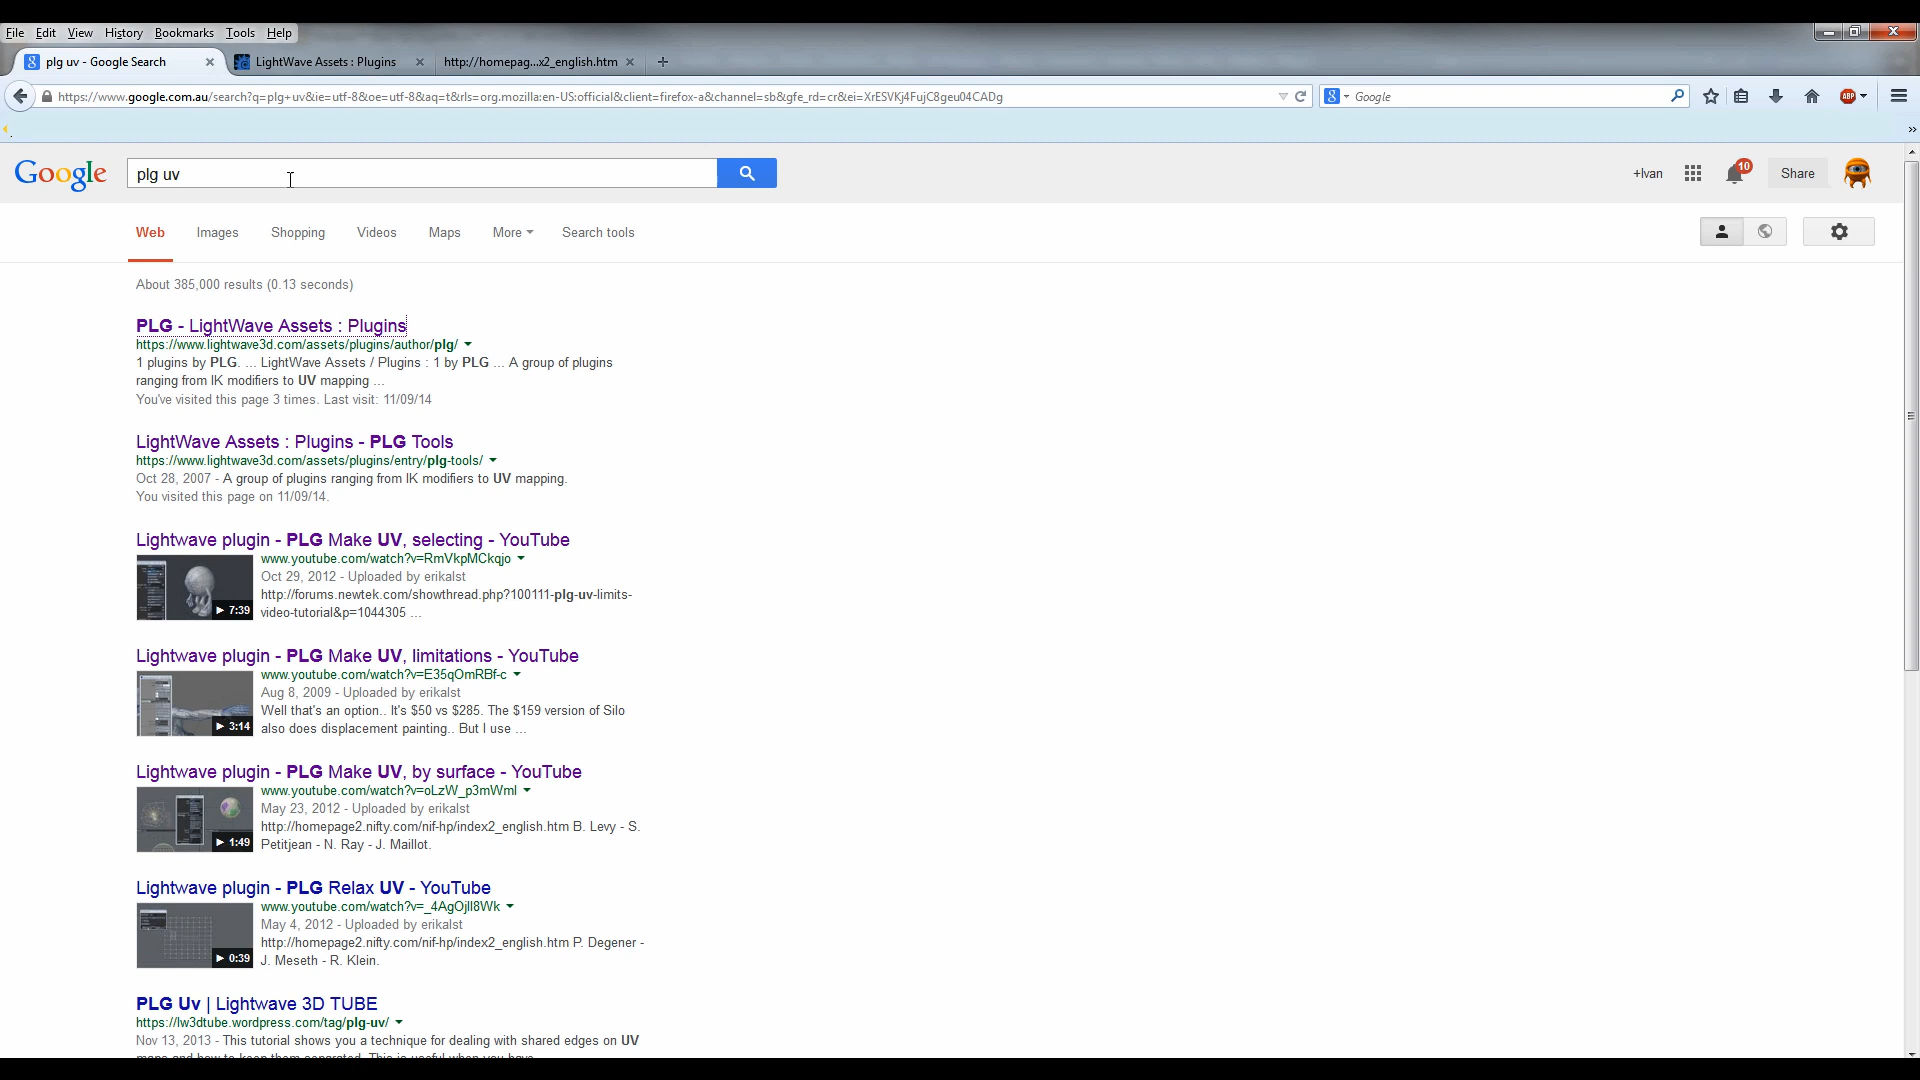 File Edit View History Bookmarks Tools Help
plg uv - Google Search LightWave Assets : Plugins http://homepag...x2_english.htm
https://www.google.com.au/search?q=plg+uv&ie=utf-8&oe=utf-8&aq=t&rls=org.mozilla:en-US:official&client=firefox-a&channel=sb&gfe_rd=cr&ei=XrESVKj4FujC8geu04CADg Google ABP
Google plg uv +Ivan 10 Share
Web Images Shopping Videos Maps More Search tools
About 385,000 results (0.13 seconds)
PLG - LightWave Assets : Plugins
https://www.lightwave3d.com/assets/plugins/author/plg/
1 plugins by PLG. ... LightWave Assets / Plugins : 1 by PLG ... A group of plugins
ranging from IK modifiers to UV mapping ...
You've visited this page 3 times. Last visit: 11/09/14
LightWave Assets : Plugins - PLG Tools
https://www.lightwave3d.com/assets/plugins/entry/plg-tools/
Oct 28, 2007 - A group of plugins ranging from IK modifiers to UV mapping.
You visited this page on 11/09/14.
Lightwave plugin - PLG Make UV, selecting - YouTube
www.youtube.com/watch?v=RmVkpMCkqjo
Oct 29, 2012 - Uploaded by erikalst
http://forums.newtek.com/showthread.php?100111-plg-uv-limits-
video-tutorial&p=1044305 ...
7:39
Lightwave plugin - PLG Make UV, limitations - YouTube
www.youtube.com/watch?v=E35qOmRBf-c
Aug 8, 2009 - Uploaded by erikalst
Well that's an option.. It's $50 vs $285. The $159 version of Silo
also does displacement painting.. But I use ...
3:14
Lightwave plugin - PLG Make UV, by surface - YouTube
www.youtube.com/watch?v=oLzW_p3mWmI
May 23, 2012 - Uploaded by erikalst
http://homepage2.nifty.com/nif-hp/index2_english.htm B. Levy - S.
Petitjean - N. Ray - J. Maillot.
1:49
Lightwave plugin - PLG Relax UV - YouTube
www.youtube.com/watch?v=_4AgOjll8Wk
May 4, 2012 - Uploaded by erikalst
http://homepage2.nifty.com/nif-hp/index2_english.htm P. Degener -
J. Meseth - R. Klein.
0:39
PLG Uv | Lightwave 3D TUBE
https://lw3dtube.wordpress.com/tag/plg-uv/
Nov 13, 2013 - This tutorial shows you a technique for dealing with shared edges on UV
maps and how to keep them separated. This is useful when you have